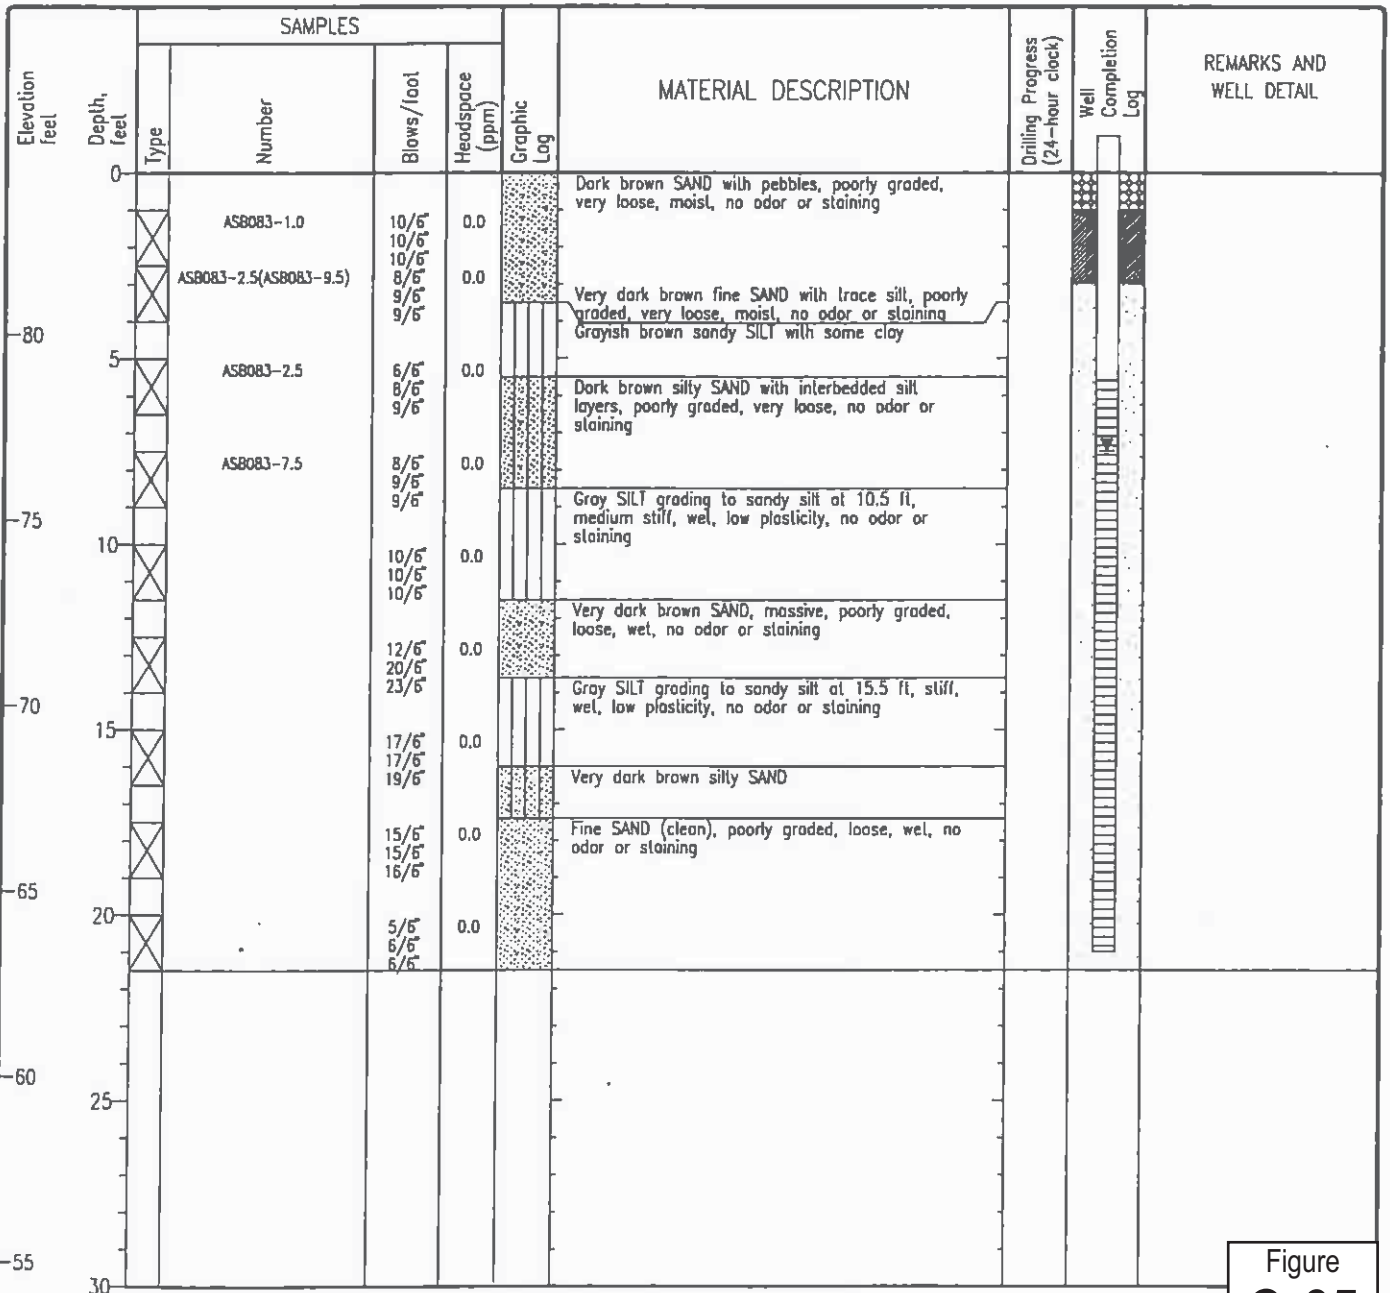 SAMPLES
Elevation
feet
Depth,
feet
Type
Number
Blows/foot
Headspace
(ppm)
Graphic
Log
MATERIAL DESCRIPTION
Drilling Progress
(24-hour clock)
Well
Completion
Log
REMARKS AND
WELL DETAIL
0
Dark brown SAND with pebbles, poorly graded,
very loose, moist, no odor or staining
ASB083-1.0
10/6"
0.0
10/6"
10/6"
ASB083-2.5(ASB083-9.5)
8/6"
0.0
9/6"
9/6"
Very dark brown fine SAND with trace silt, poorly
graded, very loose, moist, no odor or staining
80
Grayish brown sandy SILT with some clay
5
ASB083-2.5
6/6"
0.0
8/6"
9/6"
Dark brown silty SAND with interbedded silt
layers, poorly graded, very loose, no odor or
staining
ASB083-7.5
8/6"
0.0
9/6"
9/6"
Gray SILT grading to sandy silt at 10.5 ft,
medium stiff, wet, low plasticity, no odor or
staining
75
10
10/6"
0.0
10/6"
10/6"
Very dark brown SAND, massive, poorly graded,
loose, wet, no odor or staining
12/6"
0.0
20/6"
23/6"
Gray SILT grading to sandy silt at 15.5 ft, stiff,
wet, low plasticity, no odor or staining
70
15
17/6"
0.0
17/6"
19/6"
Very dark brown silty SAND
15/6"
0.0
15/6"
16/6"
Fine SAND (clean), poorly graded, loose, wet, no
odor or staining
65
20
5/6"
0.0
6/6"
6/6"
60
25
55
30
Figure